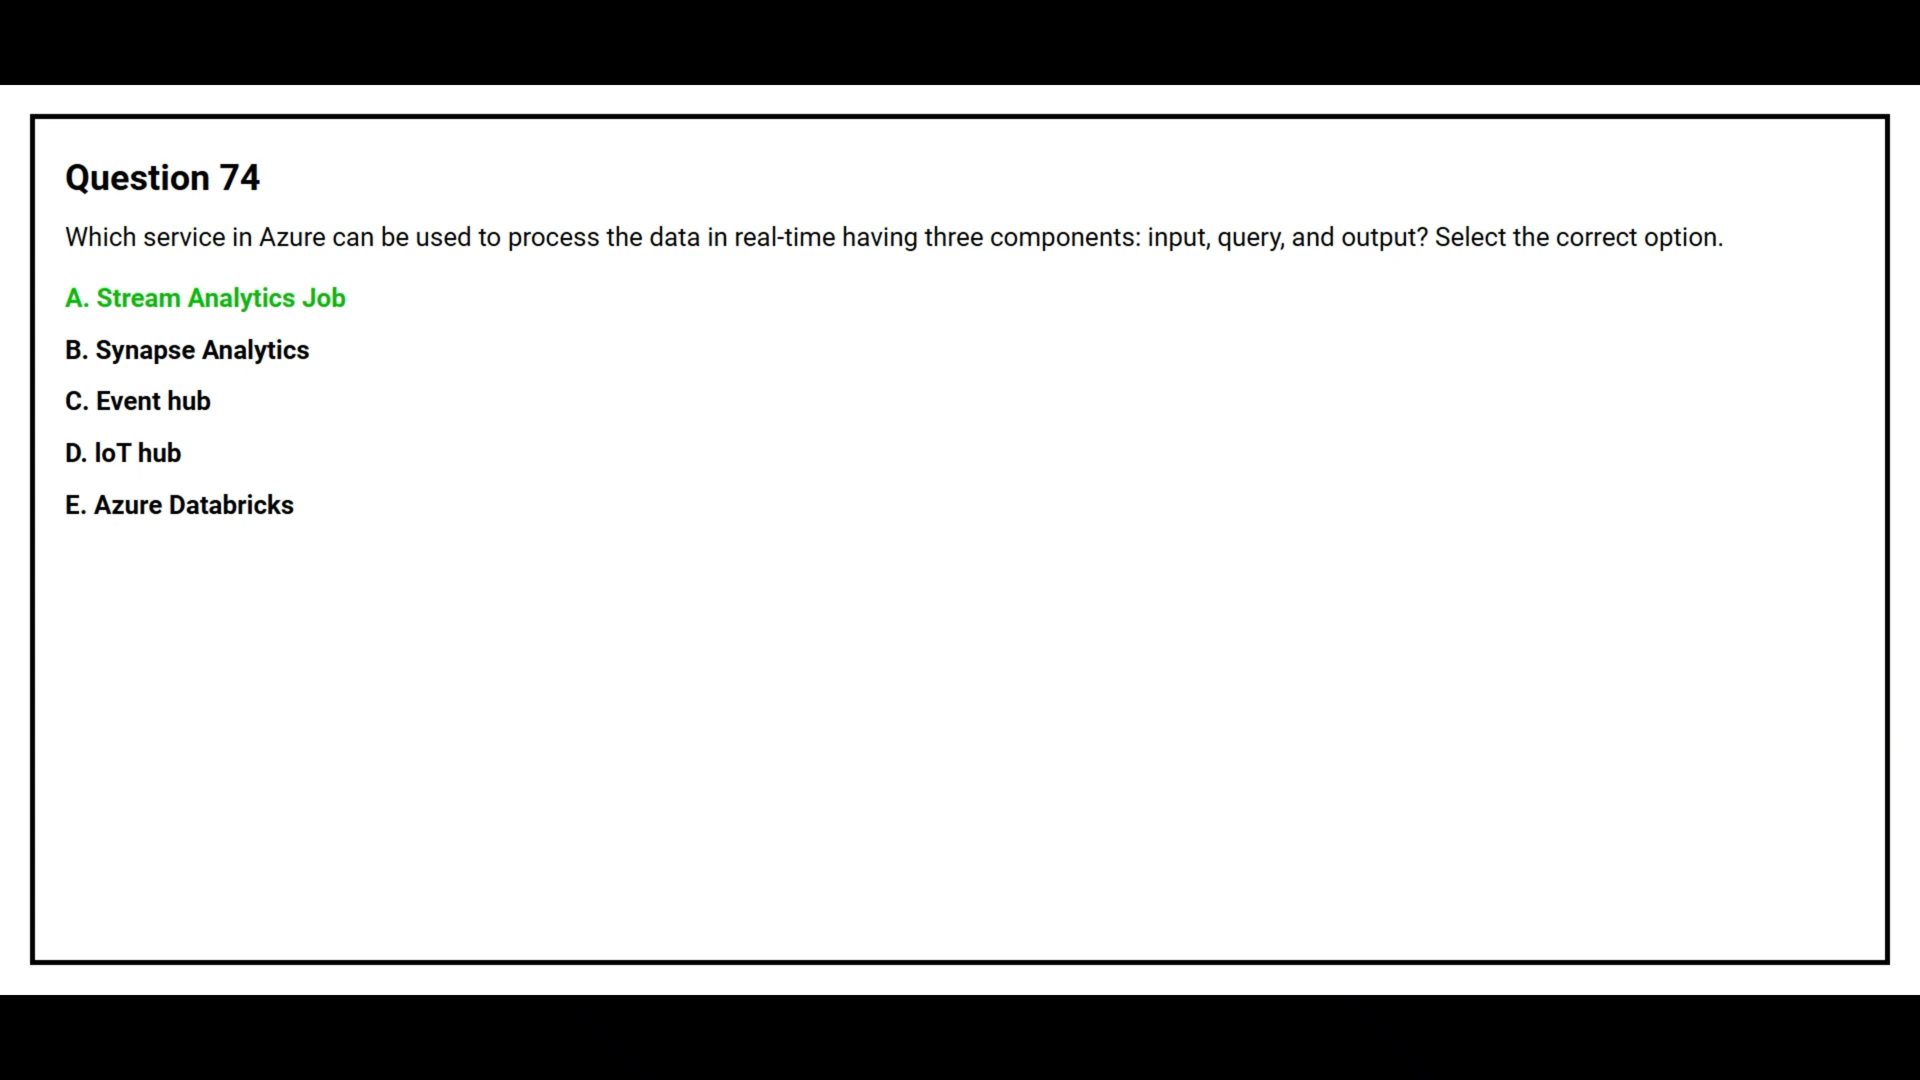 Question 74
Which service in Azure can be used to process the data in real-time having three components: input, query, and output? Select the correct option.
A. Stream Analytics Job
B. Synapse Analytics
C. Event hub
D. loT hub
E. Azure Databricks